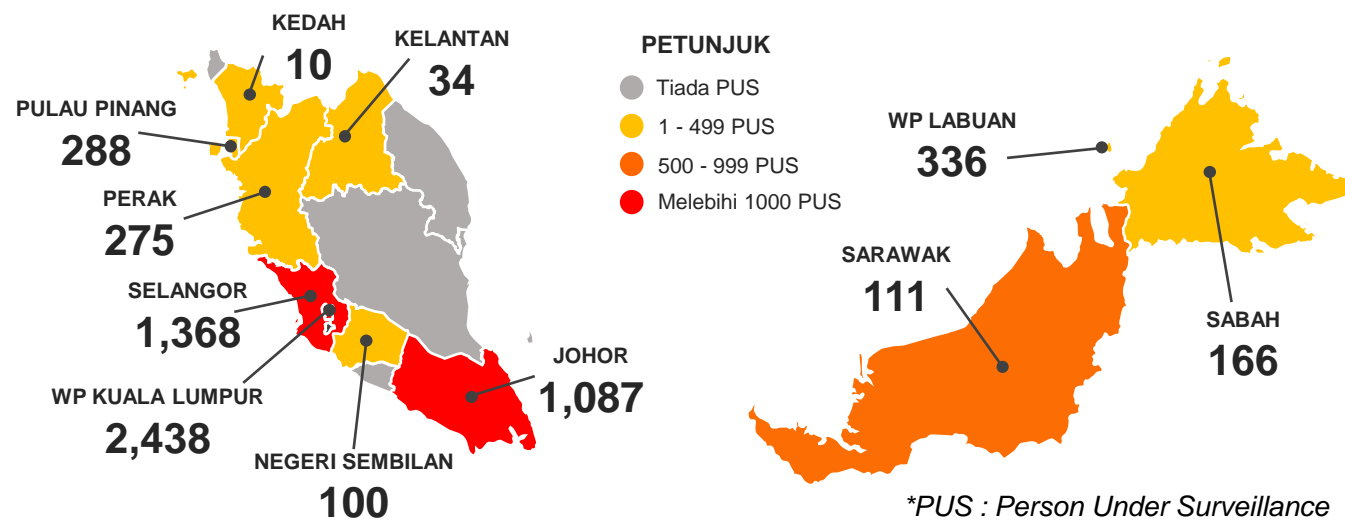 KEDAH
10
KELANTAN
34
PULAU PINANG
288
PERAK
275
SELANGOR
1,368
WP KUALA LUMPUR
2,438
NEGERI SEMBILAN
100
JOHOR
1,087
PETUNJUK
Tiada PUS
1 - 499 PUS
500 - 999 PUS
Melebihi 1000 PUS
WP LABUAN
336
SARAWAK
111
SABAH
166
*PUS : Person Under Surveillance